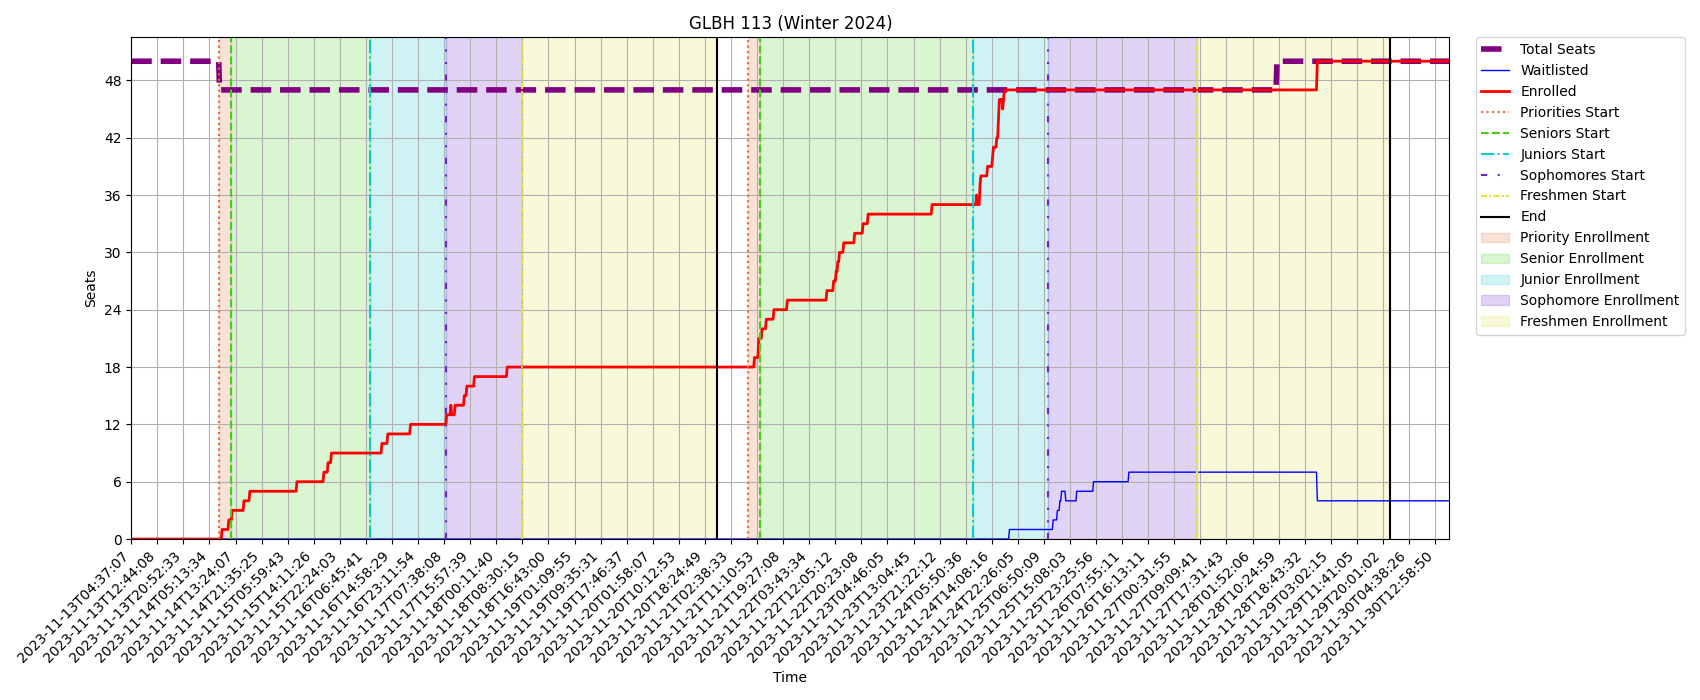 GLBH 113 (Winter 2024)
Seats
48
42
36
30
24
18
12
6
0
2023-11-13T04:37:07
2023-11-13T12:44:08
2023-11-13T20:52:33
2023-11-14T05:13:34
2023-11-14T13:24:07
2023-11-14T21:35:25
2023-11-15T05:59:43
2023-11-15T14:11:26
2023-11-15T22:24:03
2023-11-16T06:45:41
2023-11-16T14:58:29
2023-11-16T23:11:54
2023-11-17T07:38:08
2023-11-17T15:57:39
2023-11-18T00:11:40
2023-11-18T08:30:15
2023-11-18T16:43:00
2023-11-19T01:09:55
2023-11-19T09:35:31
2023-11-19T17:46:37
2023-11-20T01:58:07
2023-11-20T10:12:53
2023-11-20T18:24:49
2023-11-21T02:38:33
2023-11-21T11:10:53
2023-11-21T19:27:08
2023-11-22T03:43:34
2023-11-22T12:05:12
2023-11-22T20:23:08
2023-11-23T04:46:05
2023-11-23T13:04:45
2023-11-23T21:22:12
2023-11-24T05:50:36
2023-11-24T14:08:16
2023-11-24T22:26:05
2023-11-25T06:50:09
2023-11-25T15:08:03
2023-11-25T23:25:56
2023-11-26T07:55:11
2023-11-26T16:13:11
2023-11-27T00:31:55
2023-11-27T09:09:41
2023-11-27T17:31:43
2023-11-28T01:52:06
2023-11-28T10:24:59
2023-11-28T18:43:32
2023-11-29T03:02:15
2023-11-29T11:41:05
2023-11-29T20:01:02
2023-11-30T04:38:26
2023-11-30T12:58:50
Time
Total Seats
Waitlisted
Enrolled
Priorities Start
Seniors Start
Juniors Start
Sophomores Start
Freshmen Start
End
Priority Enrollment
Senior Enrollment
Junior Enrollment
Sophomore Enrollment
Freshmen Enrollment